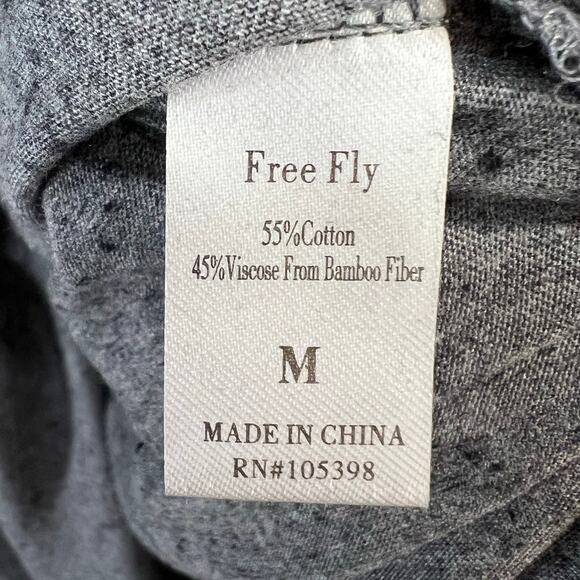 Free Fly
55%Cotton
45%Viscose From Bamboo Fiber
M
MADE IN CHINA
RN#105398